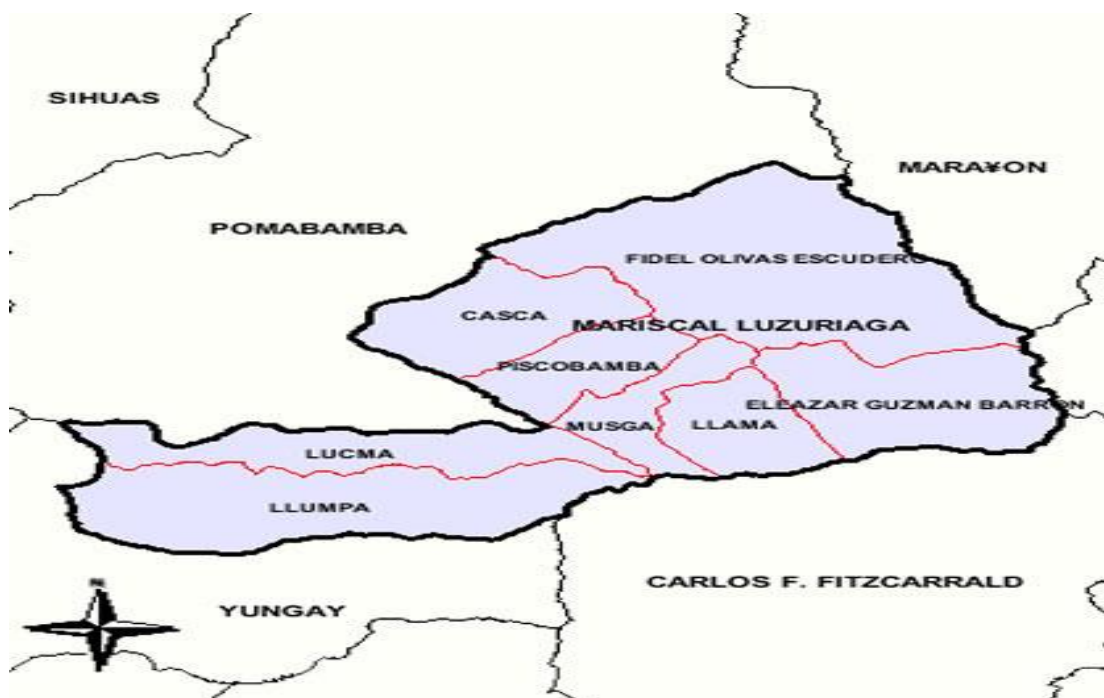 SIHUAS
MARA¥ON
POMABAMBA
FIDEL OLIVAS ESCUDERO
CASCA
MARISCAL LUZURIAGA
PISCOBAMBA
ELEAZAR GUZMAN BARRON
MUSGA
LLAMA
LUCMA
LLUMPA
CARLOS F. FITZCARRALD
N
YUNGAY